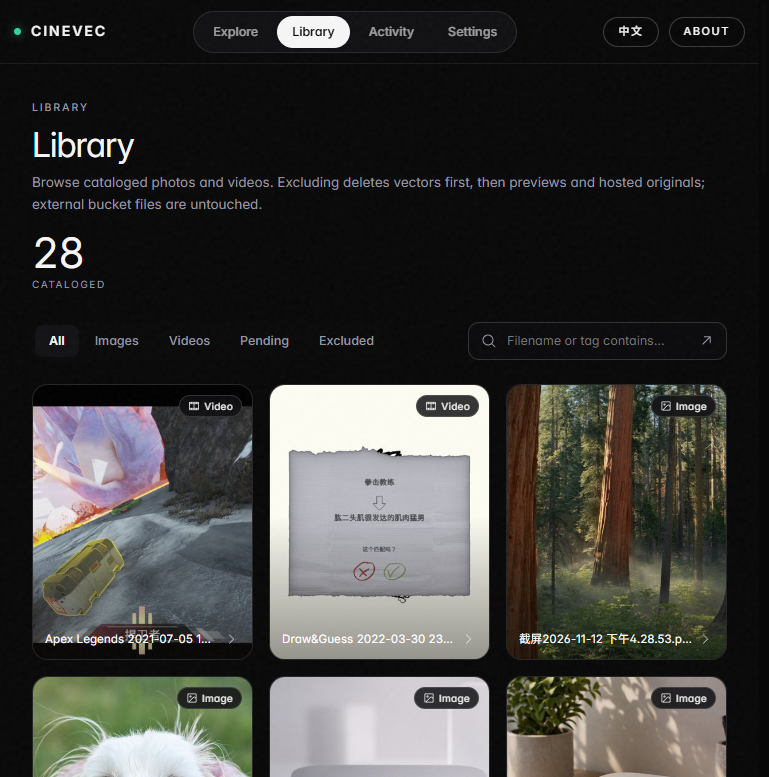 CINEVEC
Explore
Library
Activity
Settings
中文
ABOUT
LIBRARY
Library
Browse cataloged photos and videos. Excluding deletes vectors first, then previews and hosted originals;
external bucket files are untouched.
28
CATALOGED
All
Images
Videos
Pending
Excluded
Filename or tag contains...
Video
Apex Legends 2021-07-05 1...
Video
拳击教练
肱二头肌很发达的肌肉猛男
这个匹配吗？
Draw&Guess 2022-03-30 23...
Image
截屏2026-11-12 下午4.28.53.p...
Image
Image
Image